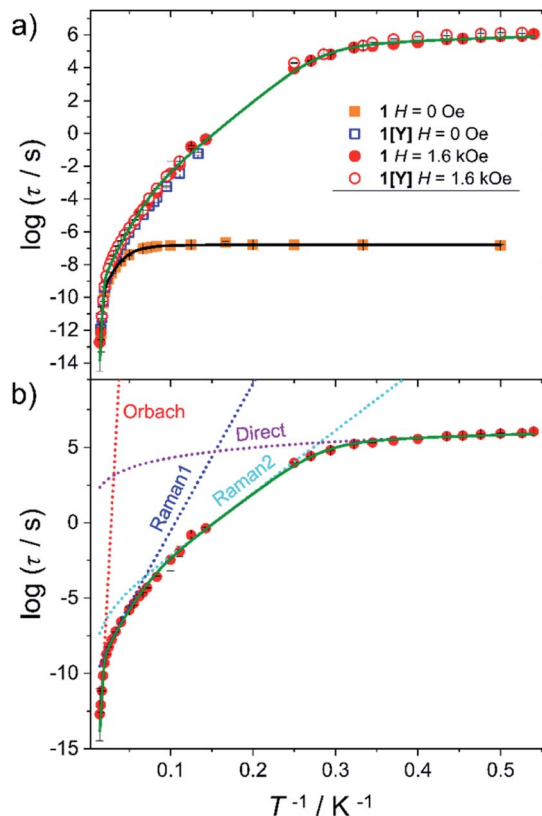 a)
6
4
2
0
-2
-4
-6
-8
-10
-12
-14
log (τ / s)
1 H = 0 Oe
1[Y] H = 0 Oe
1 H = 1.6 kOe
1[Y] H = 1.6 kOe
b)
Orbach
Direct
Raman1
Raman2
5
0
-5
-10
-15
log (τ / s)
0.1 0.2 0.3 0.4 0.5
T⁻¹ / K⁻¹